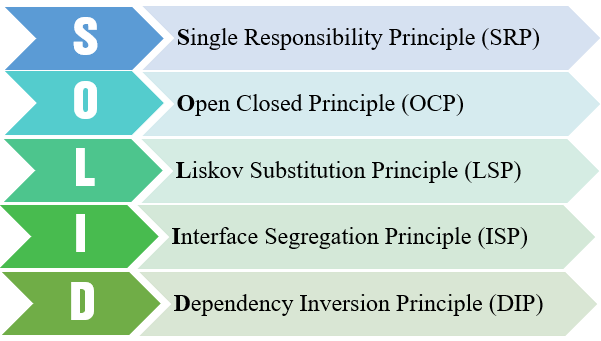 S Single Responsibility Principle (SRP)
O Open Closed Principle (OCP)
L Liskov Substitution Principle (LSP)
I Interface Segregation Principle (ISP)
D Dependency Inversion Principle (DIP)